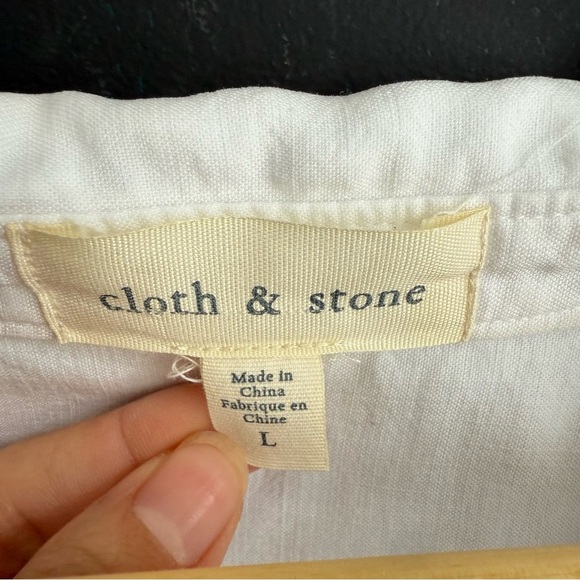 cloth & stone
Made in
China
Fabrique en
Chine
L